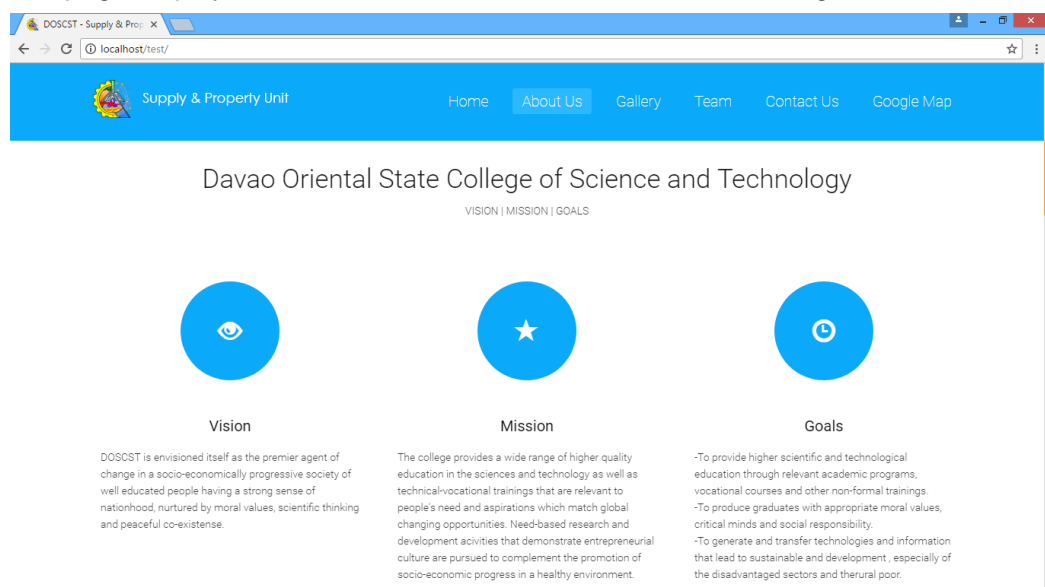 DOSCST - Supply & Prop
localhost/test/
Supply & Property Unit
Home About Us Gallery Team Contact Us Google Map
Davao Oriental State College of Science and Technology
VISION | MISSION | GOALS
Vision
DOSCST is envisioned itself as the premier agent of
change in a socio-economically progressive society of
well educated people having a strong sense of
nationhood, nurtured by moral values, scientific thinking
and peaceful co-existense.
Mission
The college provides a wide range of higher quality
education in the sciences and technology as well as
technical-vocational trainings that are relevant to
people's need and aspirations which match global
changing opportunities. Need-based research and
development acivities that demonstrate entrepreneurial
culture are pursued to complement the promotion of
socio-economic progress in a healthy environment.
Goals
-To provide higher scientific and technological
education through relevant academic programs,
vocational courses and other non-formal trainings.
-To produce graduates with appropriate moral values,
critical minds and social responsibility.
-To generate and transfer technologies and information
that lead to sustainable and development , especially of
the disadvantaged sectors and therural poor.